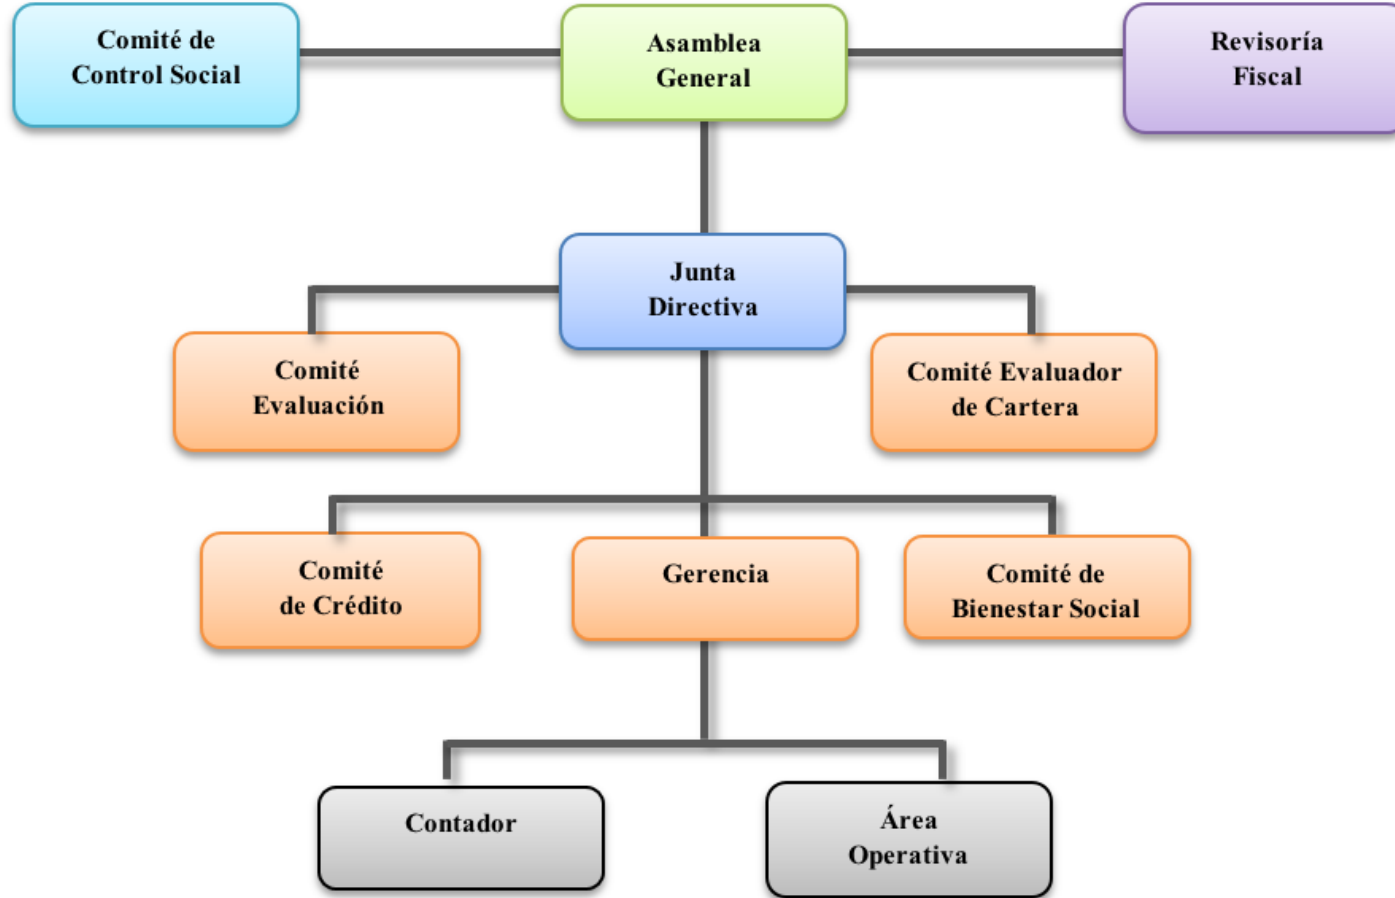 Comité de
Control Social
Asamblea
General
Revisoría
Fiscal
Junta
Directiva
Comité
Evaluación
Comité Evaluador
de Cartera
Comité
de Crédito
Gerencia
Comité de
Bienestar Social
Contador
Área
Operativa